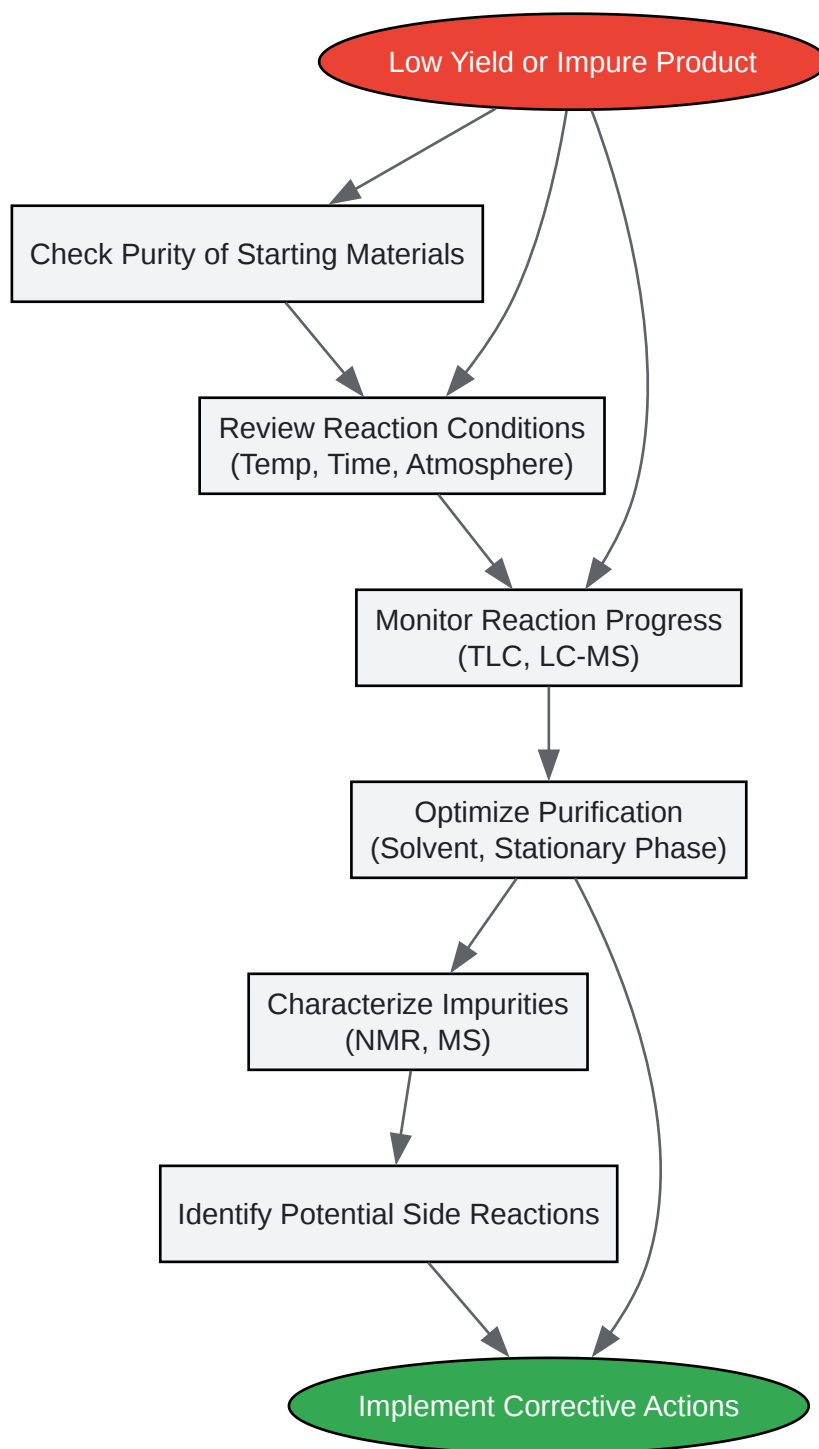 Low Yield or Impure Product
Check Purity of Starting Materials
Review Reaction Conditions
(Temp, Time, Atmosphere)
Monitor Reaction Progress
(TLC, LC-MS)
Optimize Purification
(Solvent, Stationary Phase)
Characterize Impurities
(NMR, MS)
Identify Potential Side Reactions
Implement Corrective Actions